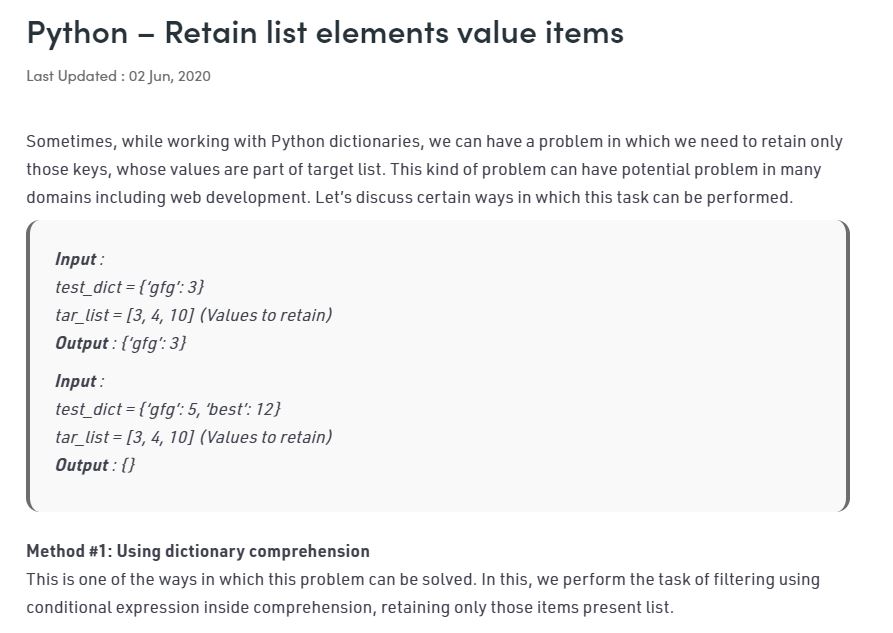 Python – Retain list elements value items
Last Updated : 02 Jun, 2020
Sometimes, while working with Python dictionaries, we can have a problem in which we need to retain only
those keys, whose values are part of target list. This kind of problem can have potential problem in many
domains including web development. Let’s discuss certain ways in which this task can be performed.
Input :
test_dict = {‘gfg’: 3}
tar_list = [3, 4, 10] (Values to retain)
Output : {‘gfg’: 3}
Input :
test_dict = {‘gfg’: 5, ‘best’: 12}
tar_list = [3, 4, 10] (Values to retain)
Output : {}
Method #1: Using dictionary comprehension
This is one of the ways in which this problem can be solved. In this, we perform the task of filtering using
conditional expression inside comprehension, retaining only those items present list.